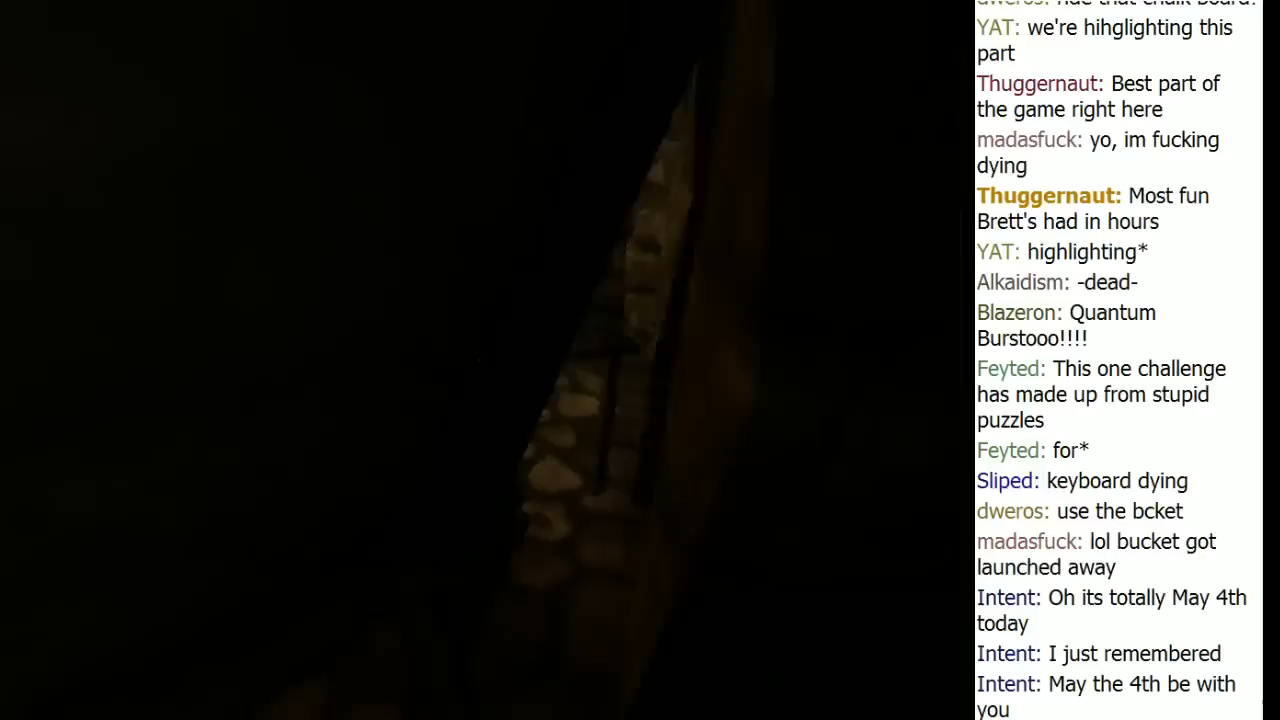 YAT: we're hihglighting this
part
Thuggernaut: Best part of
the game right here
madasfuck: yo, im fucking
dying
Thuggernaut: Most fun
Brett's had in hours
YAT: highlighting*
Alkaidism: -dead-
Blazeron: Quantum
Burstooo!!!!
Feyted: This one challenge
has made up from stupid
puzzles
Feyted: for*
Sliped: keyboard dying
dweros: use the bcket
madasfuck: lol bucket got
launched away
Intent: Oh its totally May 4th
today
Intent: I just remembered
Intent: May the 4th be with
you